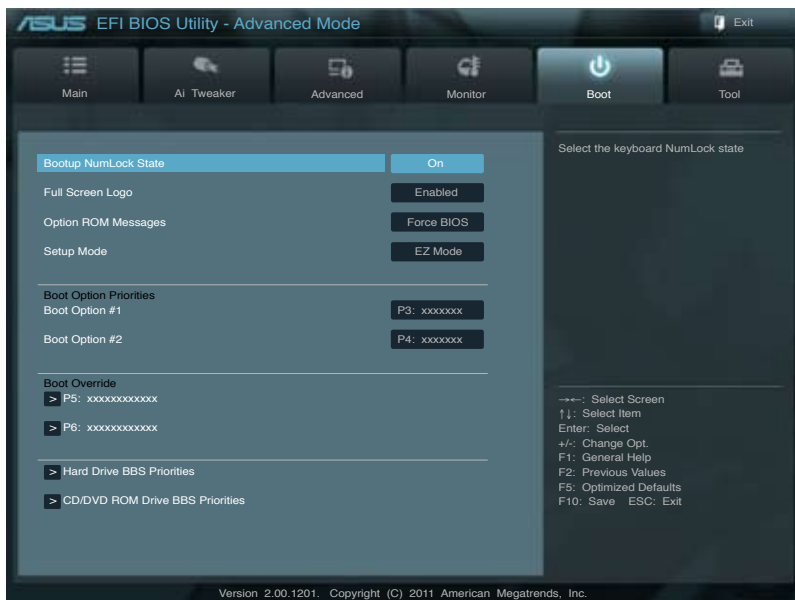 ASUS EFI BIOS Utility - Advanced Mode
Exit
Main
Ai Tweaker
Advanced
Monitor
Boot
Tool
Bootup NumLock State On
Full Screen Logo Enabled
Option ROM Messages Force BIOS
Setup Mode EZ Mode
Boot Option Priorities
Boot Option #1 P3: xxxxxxx
Boot Option #2 P4: xxxxxxx
Boot Override
> P5: xxxxxxxxxxxx
> P6: xxxxxxxxxxxx
> Hard Drive BBS Priorities
> CD/DVD ROM Drive BBS Priorities
Select the keyboard NumLock state
→←: Select Screen
↑↓: Select Item
Enter: Select
+/-: Change Opt.
F1: General Help
F2: Previous Values
F5: Optimized Defaults
F10: Save ESC: Exit
Version 2.00.1201. Copyright (C) 2011 American Megatrends, Inc.